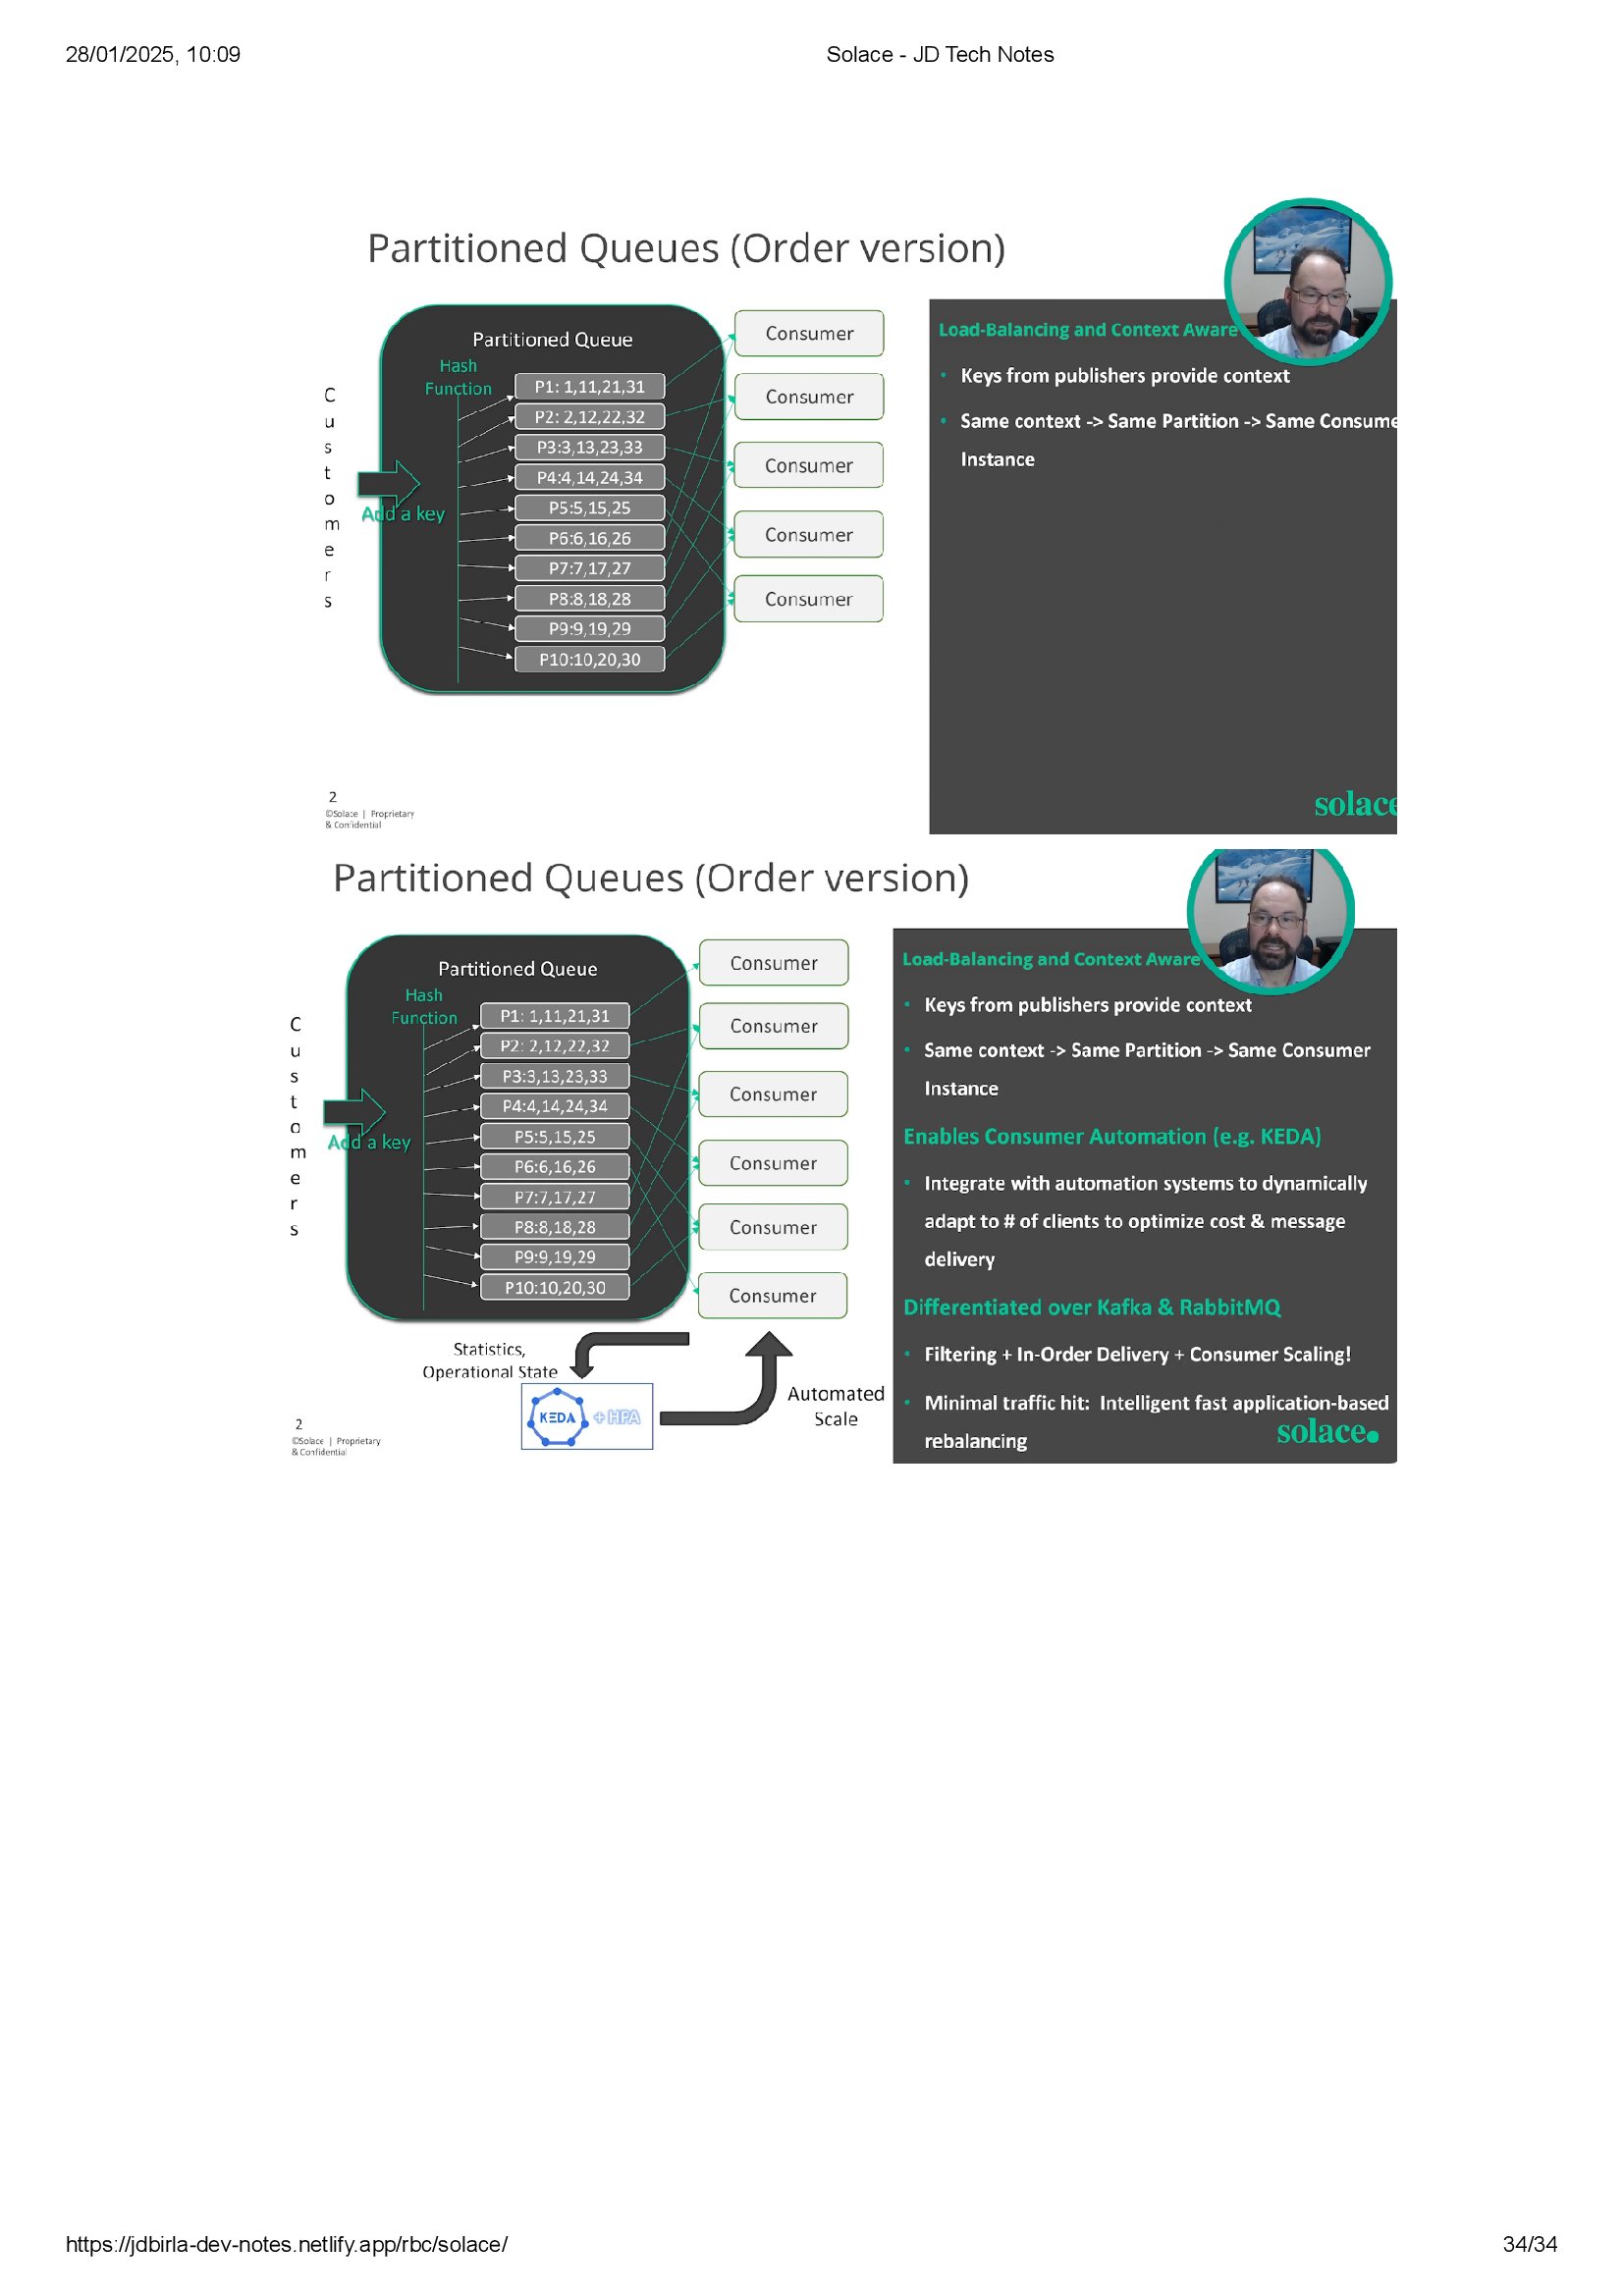 28/01/2025, 10:09
Solace - JD Tech Notes
Partitioned Queues (Order version)
Partitioned Queue
Hash
Function
Customers
Add a key
P1: 1,11,21,31
P2: 2,12,22,32
P3:3,13,23,33
P4:4,14,24,34
P5:5,15,25
P6:6,16,26
P7:7,17,27
P8:8,18,28
P9:9,19,29
P10:10,20,30
Consumer
Consumer
Consumer
Consumer
Consumer
Load-Balancing and Context Aware
• Keys from publishers provide context
• Same context -> Same Partition -> Same Consume
Instance
solace
2
©Solace | Proprietary
& Confidential
Partitioned Queues (Order version)
Partitioned Queue
Hash
Function
Customers
Add a key
P1: 1,11,21,31
P2: 2,12,22,32
P3:3,13,23,33
P4:4,14,24,34
P5:5,15,25
P6:6,16,26
P7:7,17,27
P8:8,18,28
P9:9,19,29
P10:10,20,30
Consumer
Consumer
Consumer
Consumer
Consumer
Consumer
Statistics,
Operational State
KEDA + HPA
Automated
Scale
Load-Balancing and Context Aware
• Keys from publishers provide context
• Same context -> Same Partition -> Same Consumer
Instance
Enables Consumer Automation (e.g. KEDA)
• Integrate with automation systems to dynamically
adapt to # of clients to optimize cost & message
delivery
Differentiated over Kafka & RabbitMQ
• Filtering + In-Order Delivery + Consumer Scaling!
• Minimal traffic hit: Intelligent fast application-based
rebalancing
solace.
2
©Solace | Proprietary
& Confidential
https://jdbirla-dev-notes.netlify.app/rbc/solace/
34/34